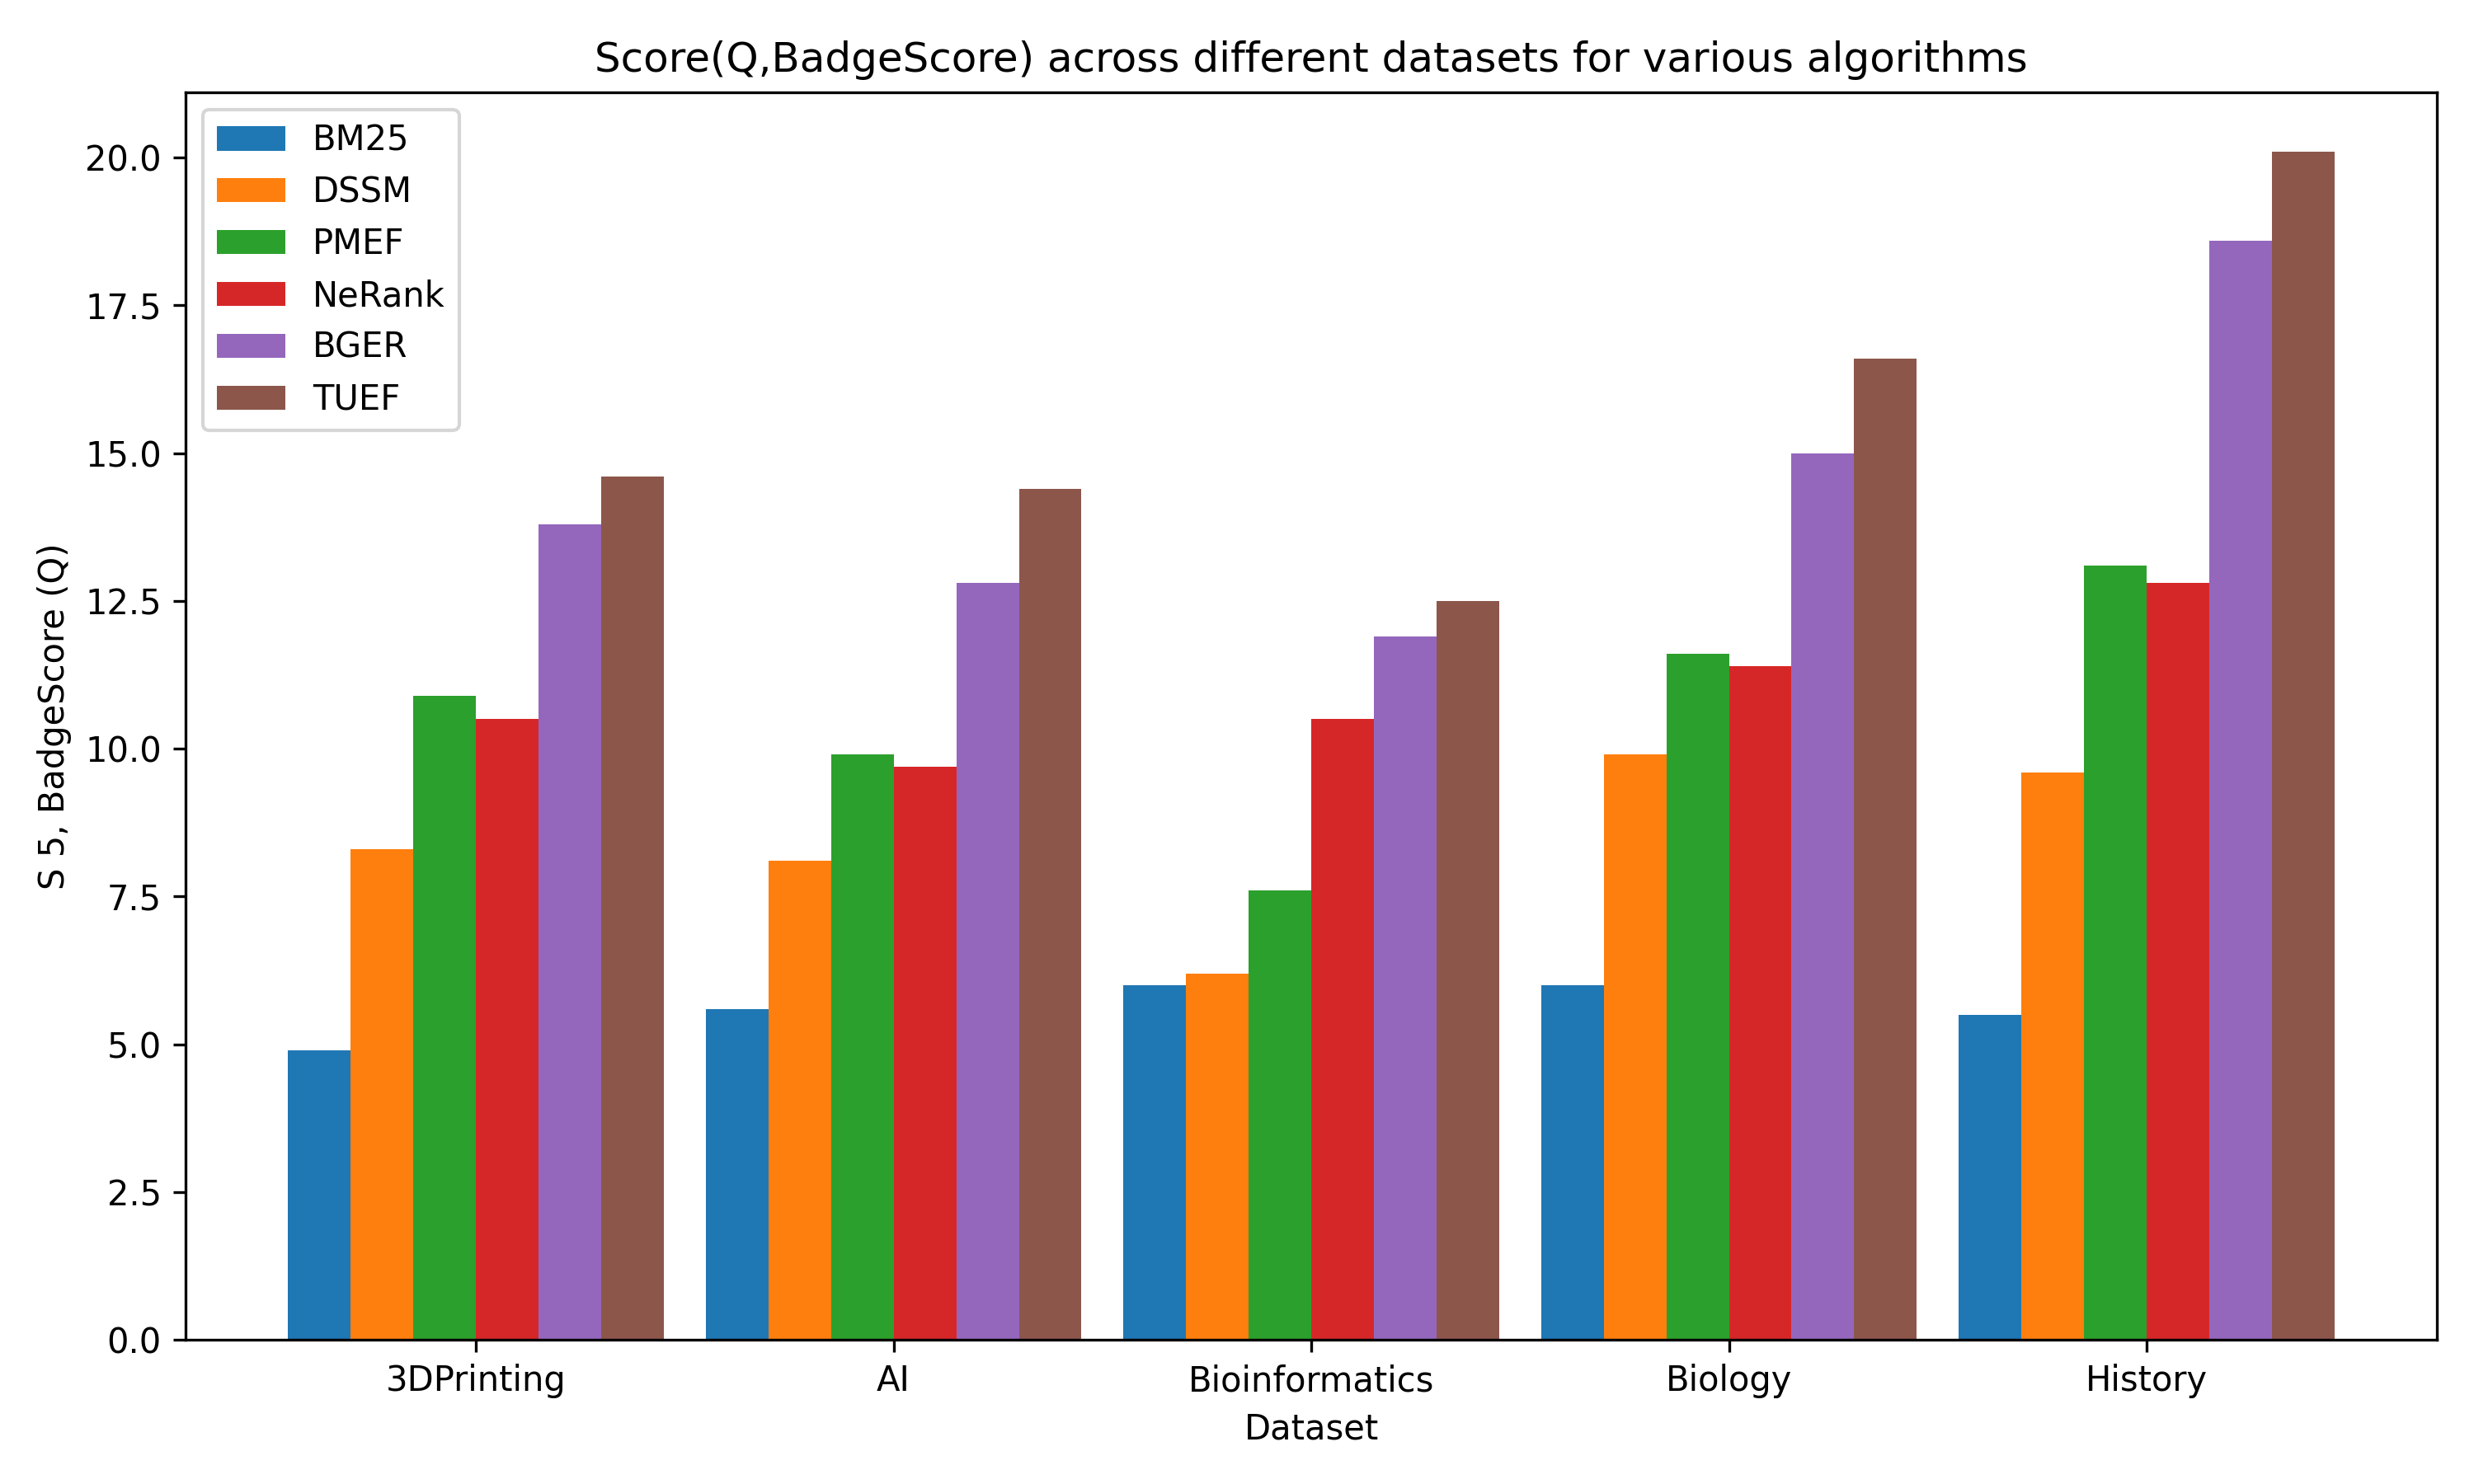 Score(Q,BadgeScore) across different datasets for various algorithms
BM25
DSSM
PMEF
NeRank
BGER
TUEF
20.0
17.5
15.0
12.5
10.0
7.5
5.0
2.5
0.0
S 5, BadgeScore (Q)
3DPrinting AI Bioinformatics Biology History
Dataset